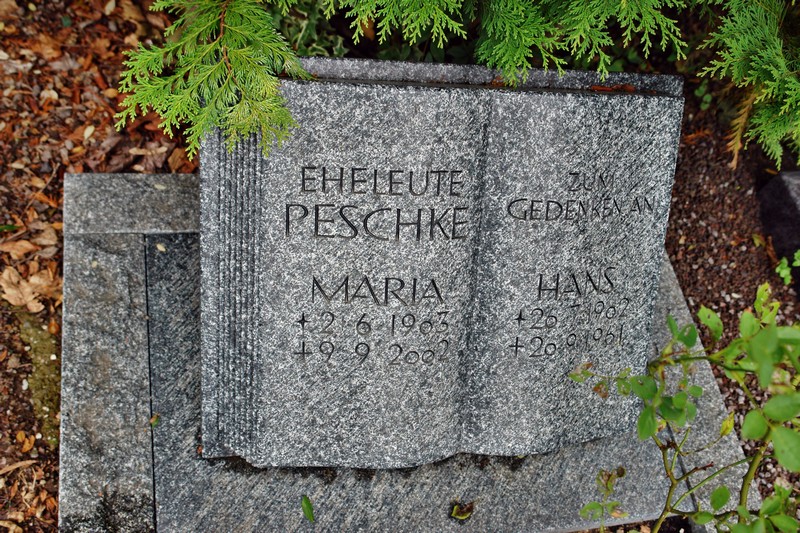 EHELEUTE
PESCHKE
MARIA
+ 2·6·1903
+ 9·9·2002
ZUM
GEDENKEN AN
HANS